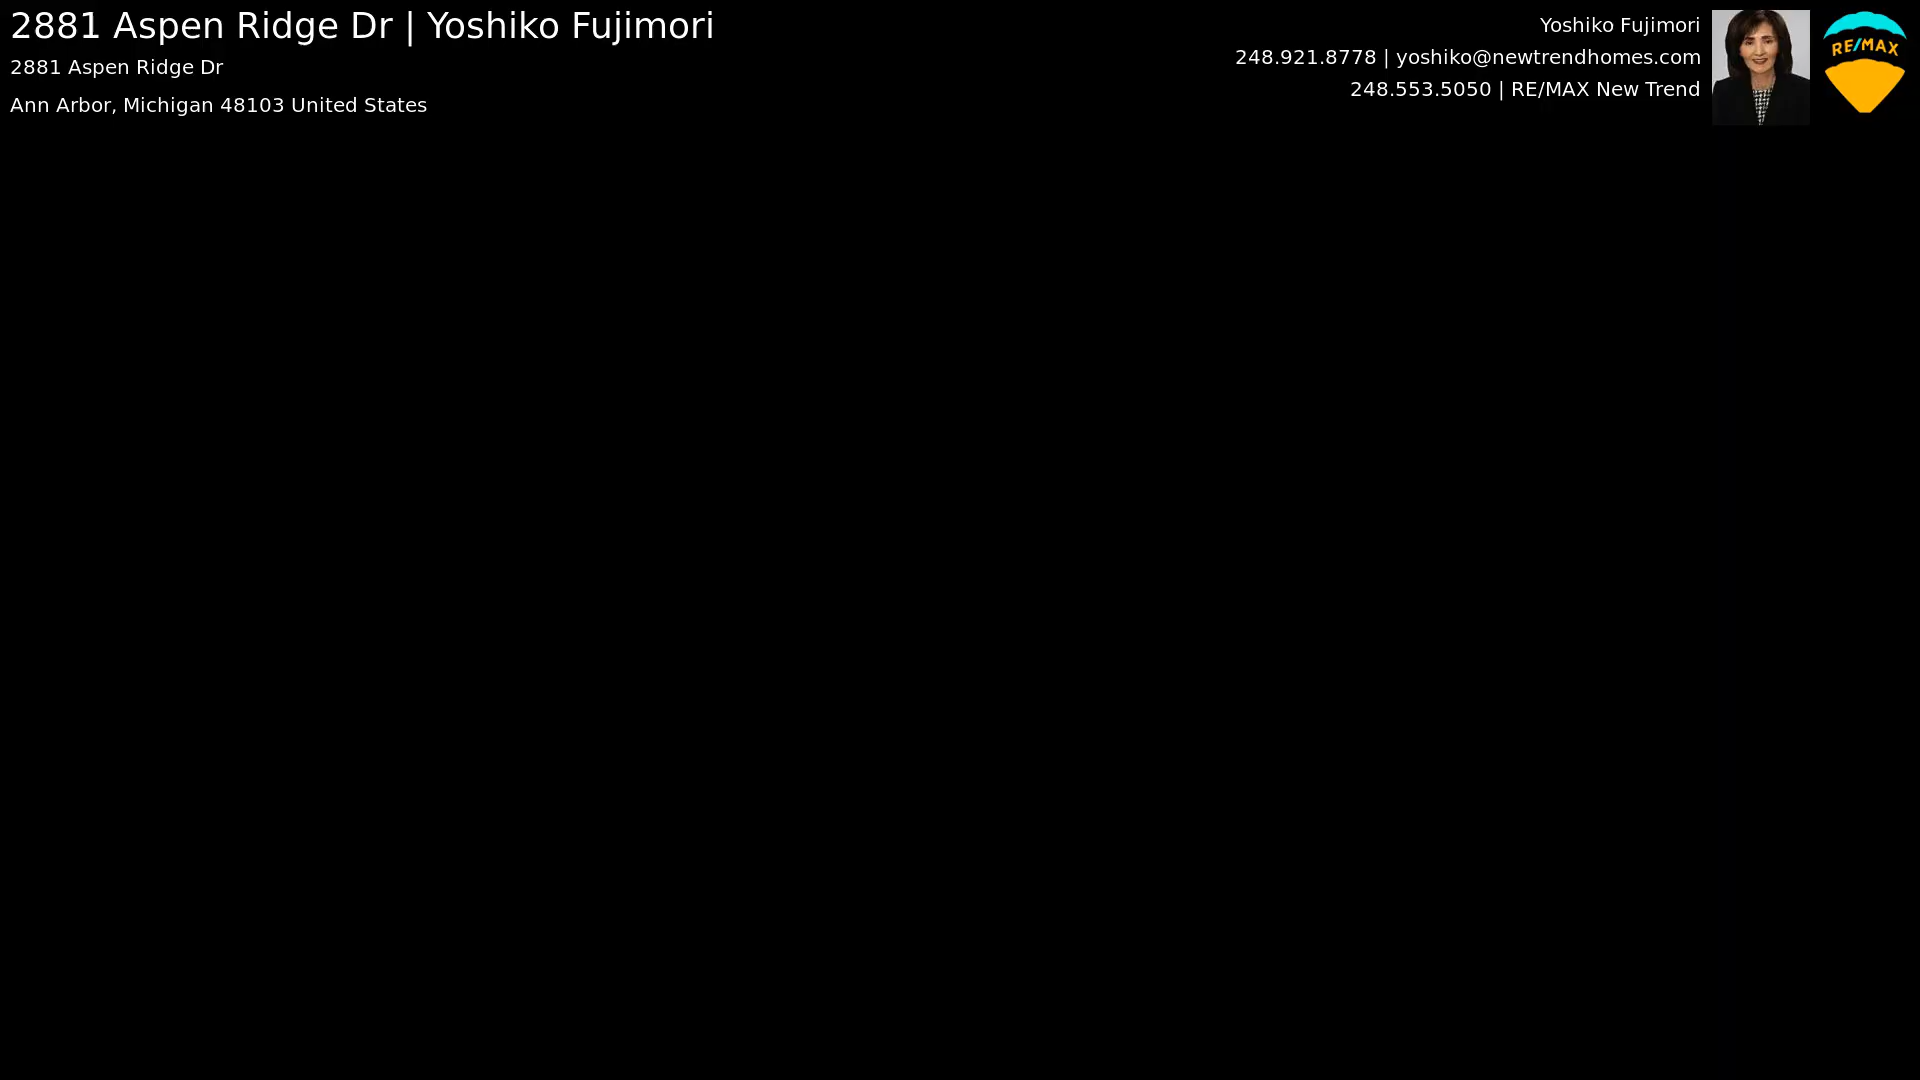 2881 Aspen Ridge Dr | Yoshiko Fujimori
2881 Aspen Ridge Dr
Ann Arbor, Michigan 48103 United States
Yoshiko Fujimori
248.921.8778 | yoshiko@newtrendhomes.com
248.553.5050 | RE/MAX New Trend
RE/MAX